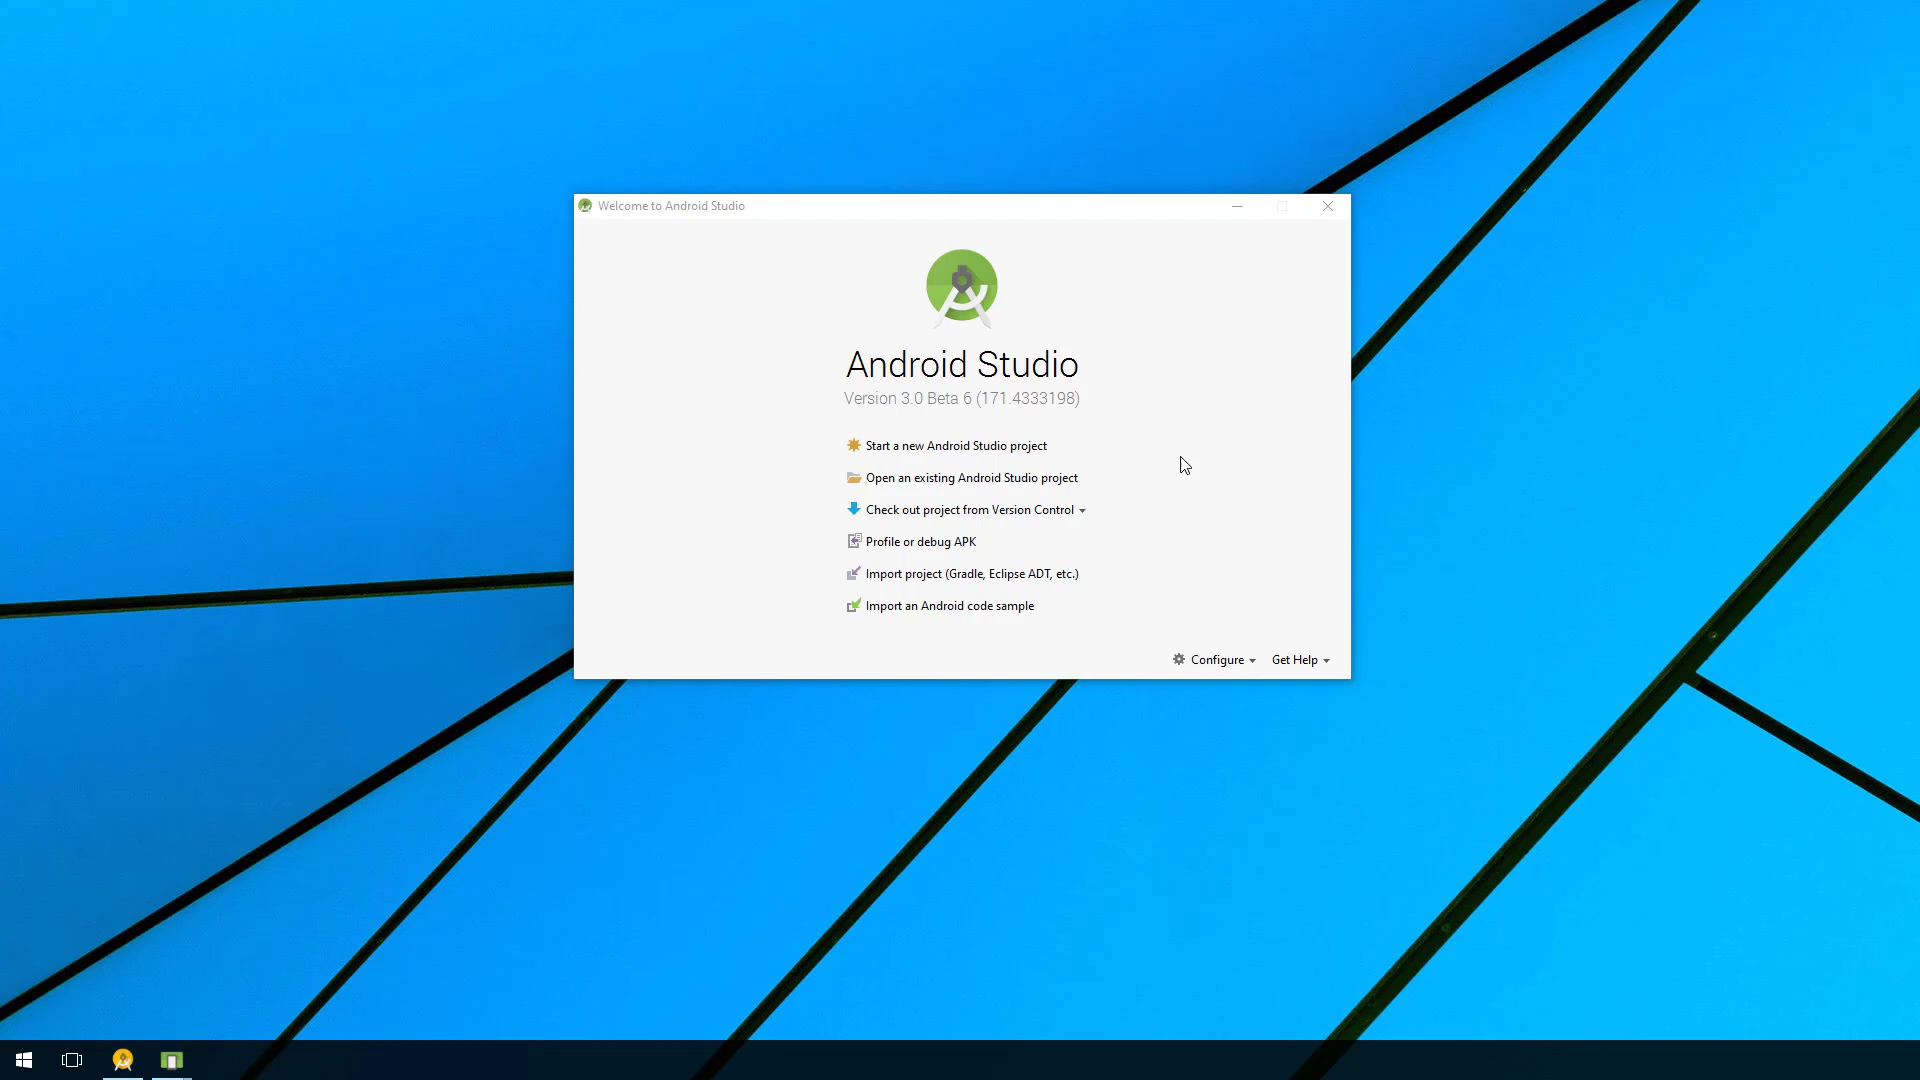 Welcome to Android Studio
Android Studio
Version 3.0 Beta 6 (171.4333198)
Start a new Android Studio project
Open an existing Android Studio project
Check out project from Version Control
Profile or debug APK
Import project (Gradle, Eclipse ADT, etc.)
Import an Android code sample
Configure Get Help